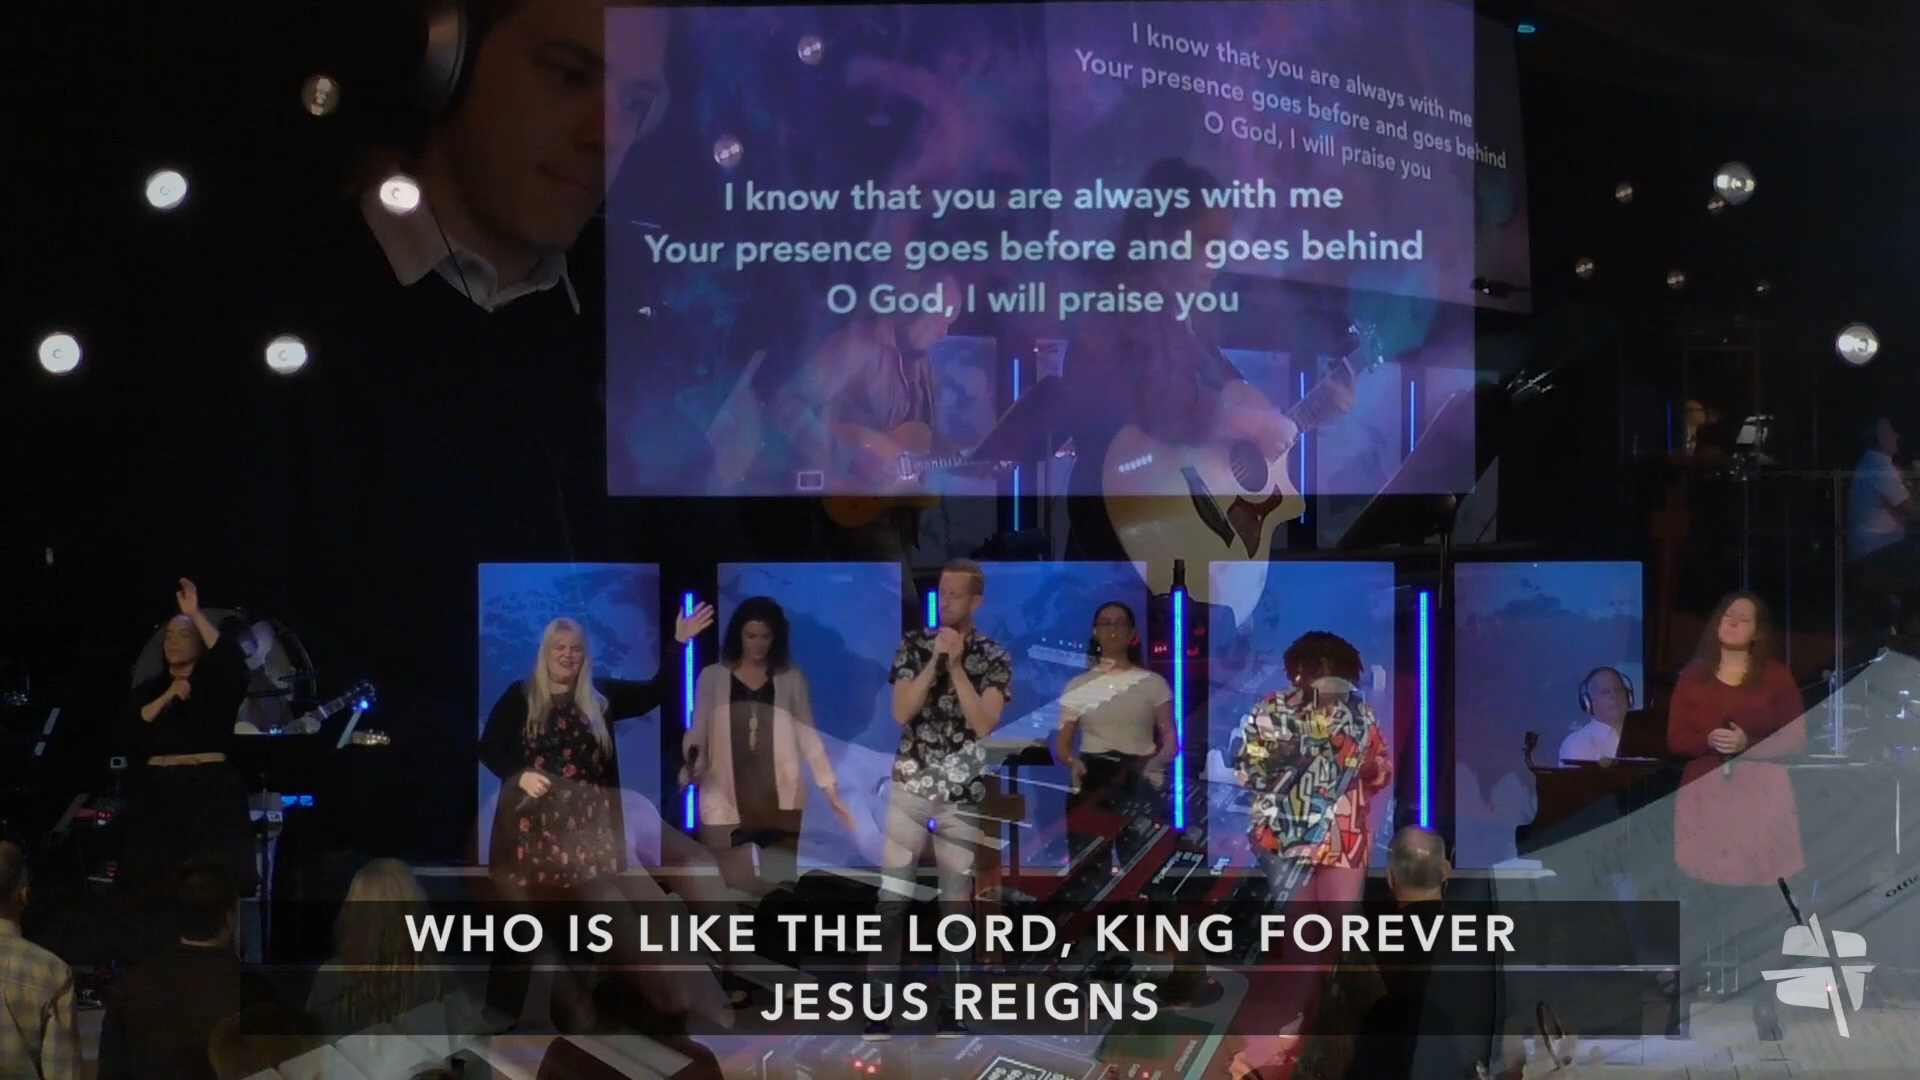 I know that you are always with me
Your presence goes before and goes behind
O God, I will praise you
I know that you are always with me
Your presence goes before and goes behind
O God, I will praise you
WHO IS LIKE THE LORD, KING FOREVER
JESUS REIGNS